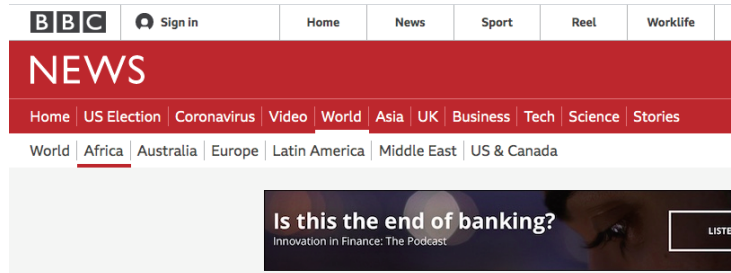 BBC Sign in Home News Sport Reel Worklife
NEWS
Home US Election Coronavirus Video World Asia UK Business Tech Science Stories
World Africa Australia Europe Latin America Middle East US & Canada
Is this the end of banking?
Innovation in Finance: The Podcast